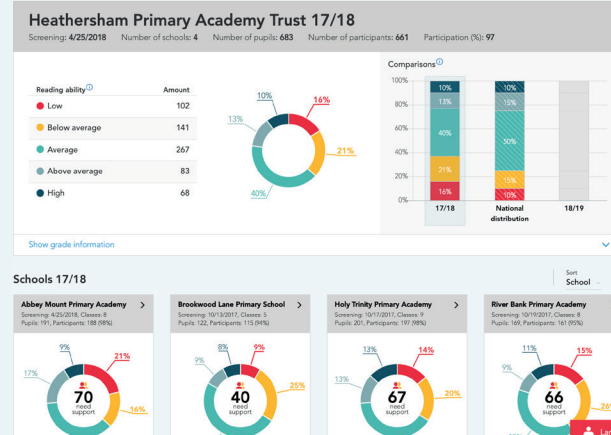 Heathersham Primary Academy Trust 17/18
Screening: 4/25/2018 Number of schools: 4 Number of pupils: 683 Number of participants: 661 Participation (%): 97
Reading ability Amount
Low 102
Below average 141
Average 267
Above average 83
High 68
10%
16%
13%
21%
40%
Comparisons
100%
80%
60%
40%
20%
0%
10%
13%
40%
21%
16%
10%
15%
50%
15%
10%
17/18 National distribution 18/19
Show grade information
Schools 17/18
Sort
School
Abbey Mount Primary Academy
Screening: 4/25/2018, Classes: 8
Pupils: 191, Participants: 188 (98%)
9%
21%
17%
16%
70
need
support
Brookwood Lane Primary School
Screening: 10/13/2017, Classes: 5
Pupils: 122, Participants: 115 (94%)
8%
9%
9%
25%
40
need
support
Holy Trinity Primary Academy
Screening: 10/17/2017, Classes: 9
Pupils: 201, Participants: 197 (98%)
13%
14%
13%
20%
67
need
support
River Bank Primary Academy
Screening: 10/19/2017, Classes: 8
Pupils: 169, Participants: 161 (95%)
11%
15%
9%
26%
66
need
support